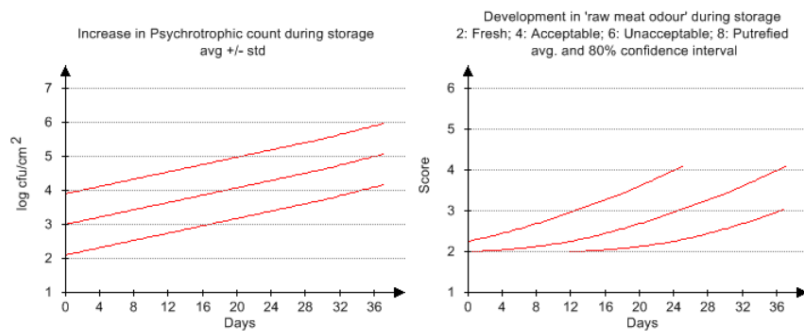 Increase in Psychrotrophic count during storage
avg +/- std
7
6
5
4
3
2
1
log cfu/cm²
0 4 8 12 16 20 24 28 32 36
Days
Development in 'raw meat odour' during storage
2: Fresh; 4: Acceptable; 6: Unacceptable; 8: Putrefied
avg. and 80% confidence interval
6
5
4
3
2
1
Score
0 4 8 12 16 20 24 28 32 36
Days